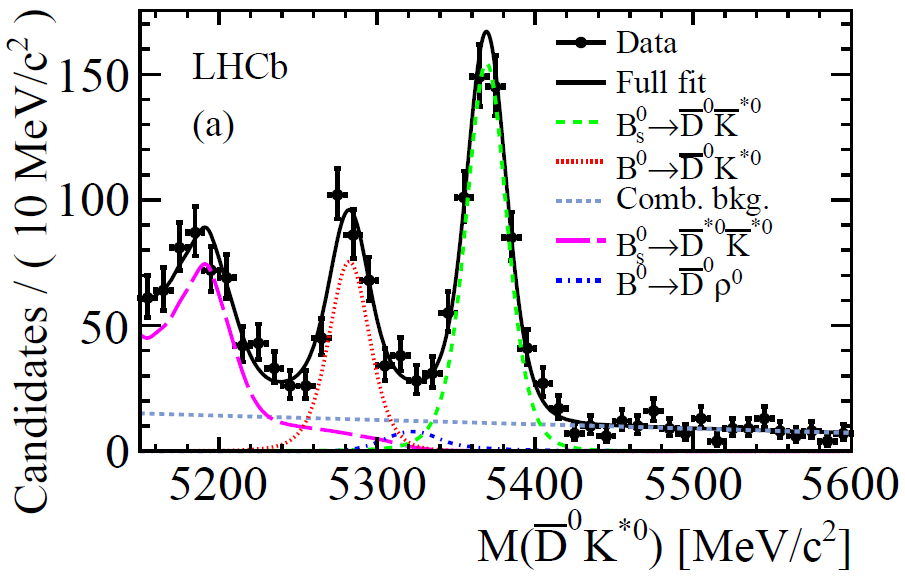 Candidates / ( 10 MeV/c²)
150
100
50
0
LHCb
(a)
Data
Full fit
B⁰ₛ→D̅⁰K̅*⁰
B⁰→D̅⁰K*⁰
Comb. bkg.
B⁰ₛ→D̅*⁰K̅*⁰
B⁰→D̅⁰ρ⁰
5200 5300 5400 5500 5600
M(D̅⁰K*⁰) [MeV/c²]